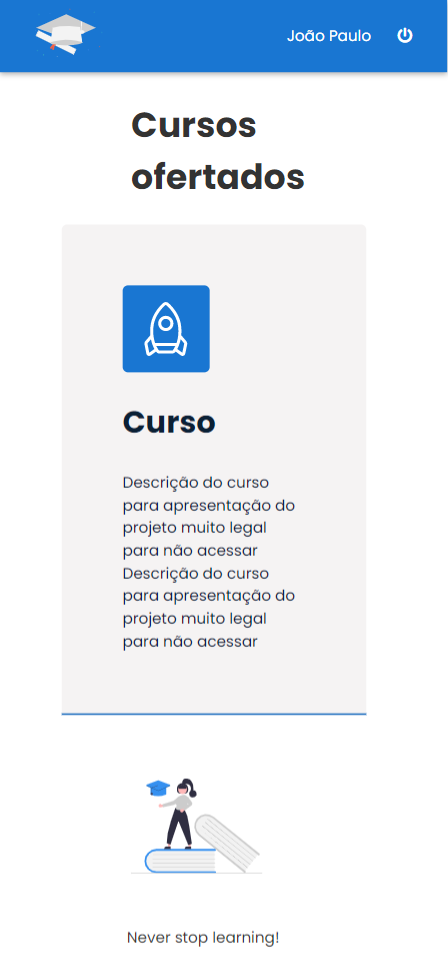 João Paulo
Cursos
ofertados
Curso
Descrição do curso
para apresentação do
projeto muito legal
para não acessar
Descrição do curso
para apresentação do
projeto muito legal
para não acessar
Never stop learning!